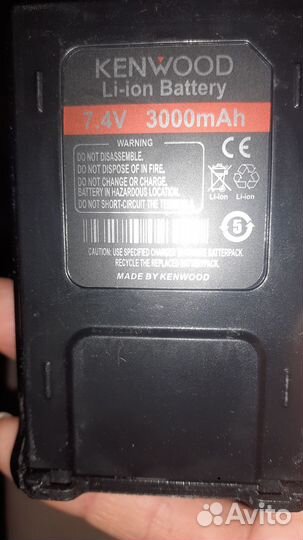 KENWOOD
Li-ion Battery
7.4V 3000mAh
WARNING
DO NOT DISASSEMBLE.
DO NOT DISPOSE OF IN FIRE.
DO NOT CHANGE OR CHARGE.
BATTERY IN HAZARDOUS LOCATION.
DO NOT SHORT-CIRCUIT THE
CE
Li-ion Li-ion
5
CAUTION: USE SPECIFIED CHARGER BATTERPACK.
RECYCLE THE REPLACED BATTERYPACK.
MADE BY KENWOOD
Avito